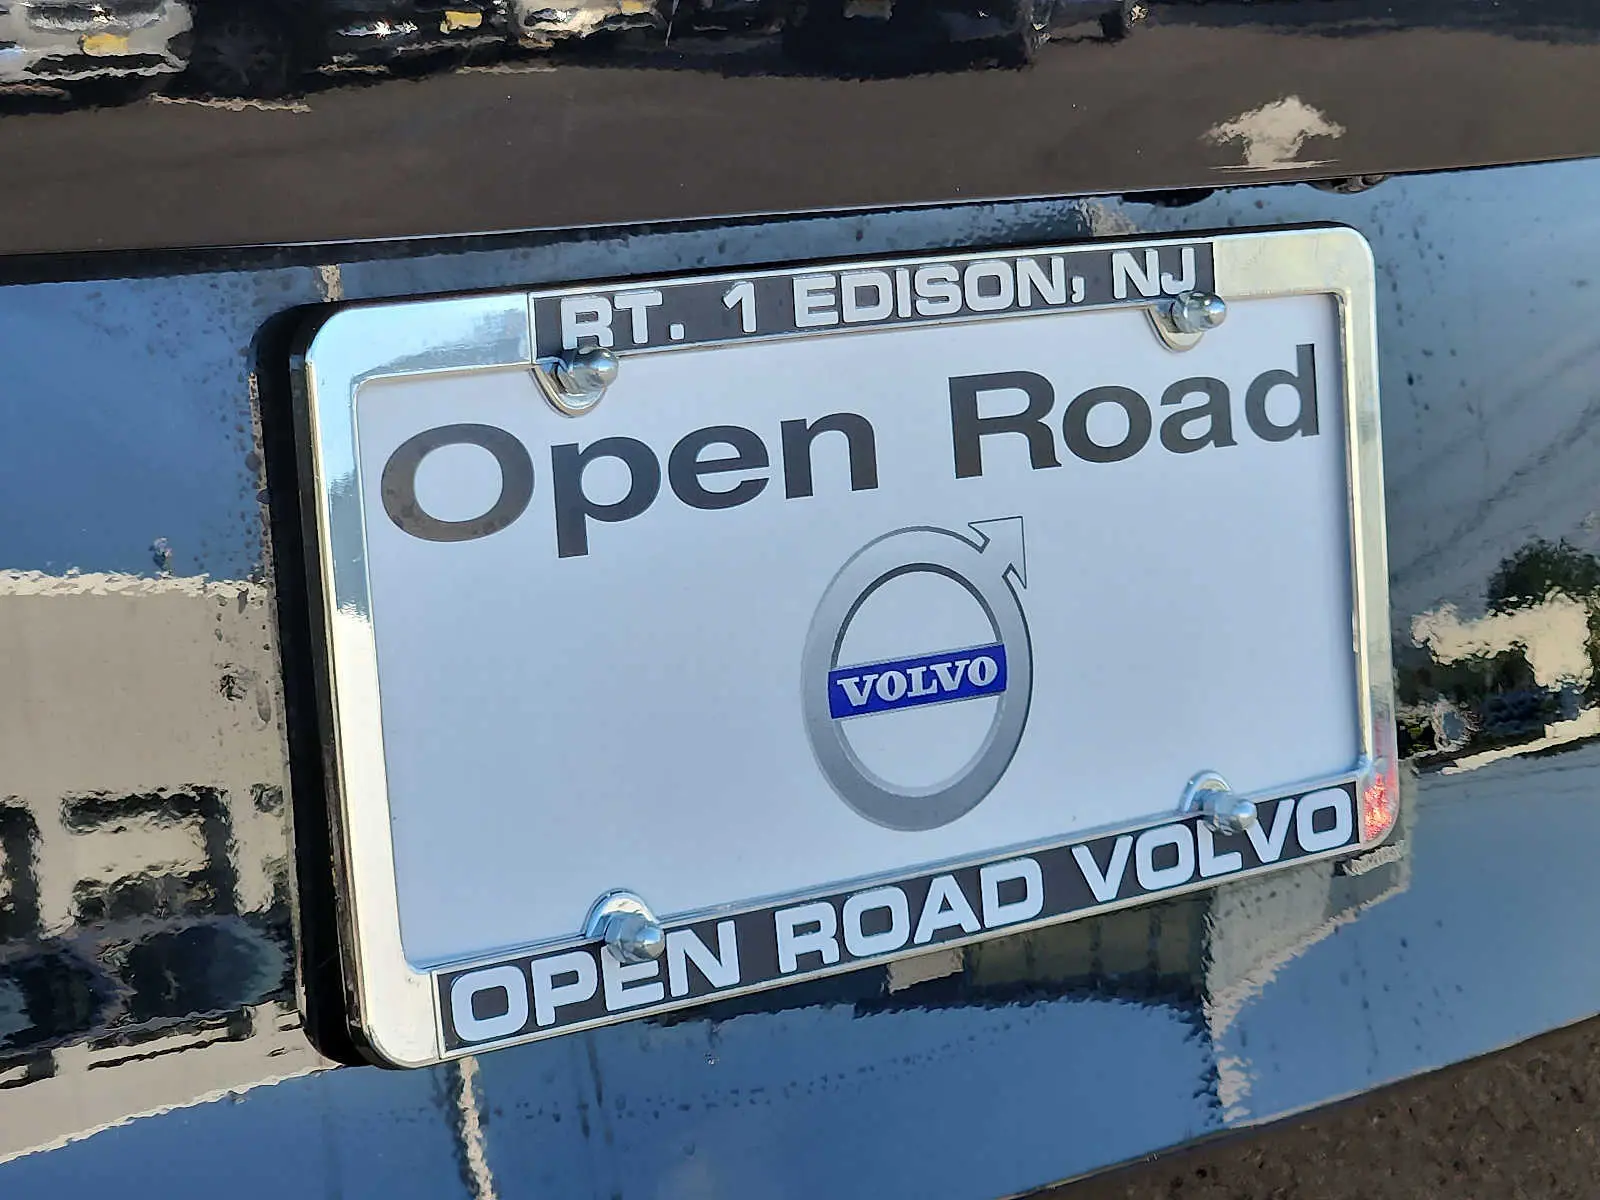 RT. 1 EDISON, NJ
Open Road
VOLVO
OPEN ROAD VOLVO